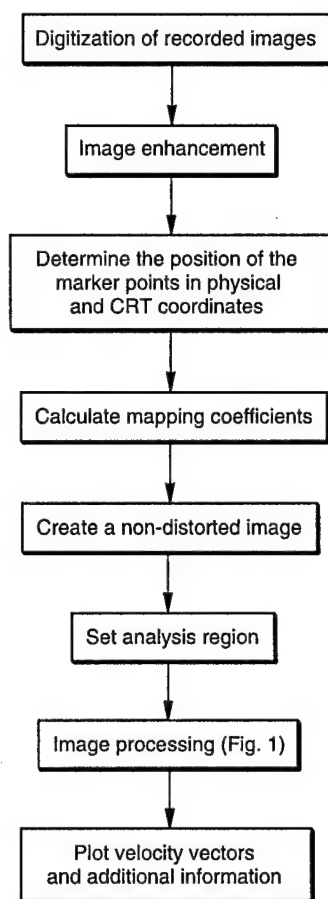 Digitization of recorded images
Image enhancement
Determine the position of the
marker points in physical
and CRT coordinates
Calculate mapping coefficients
Create a non-distorted image
Set analysis region
Image processing (Fig. 1)
Plot velocity vectors
and additional information